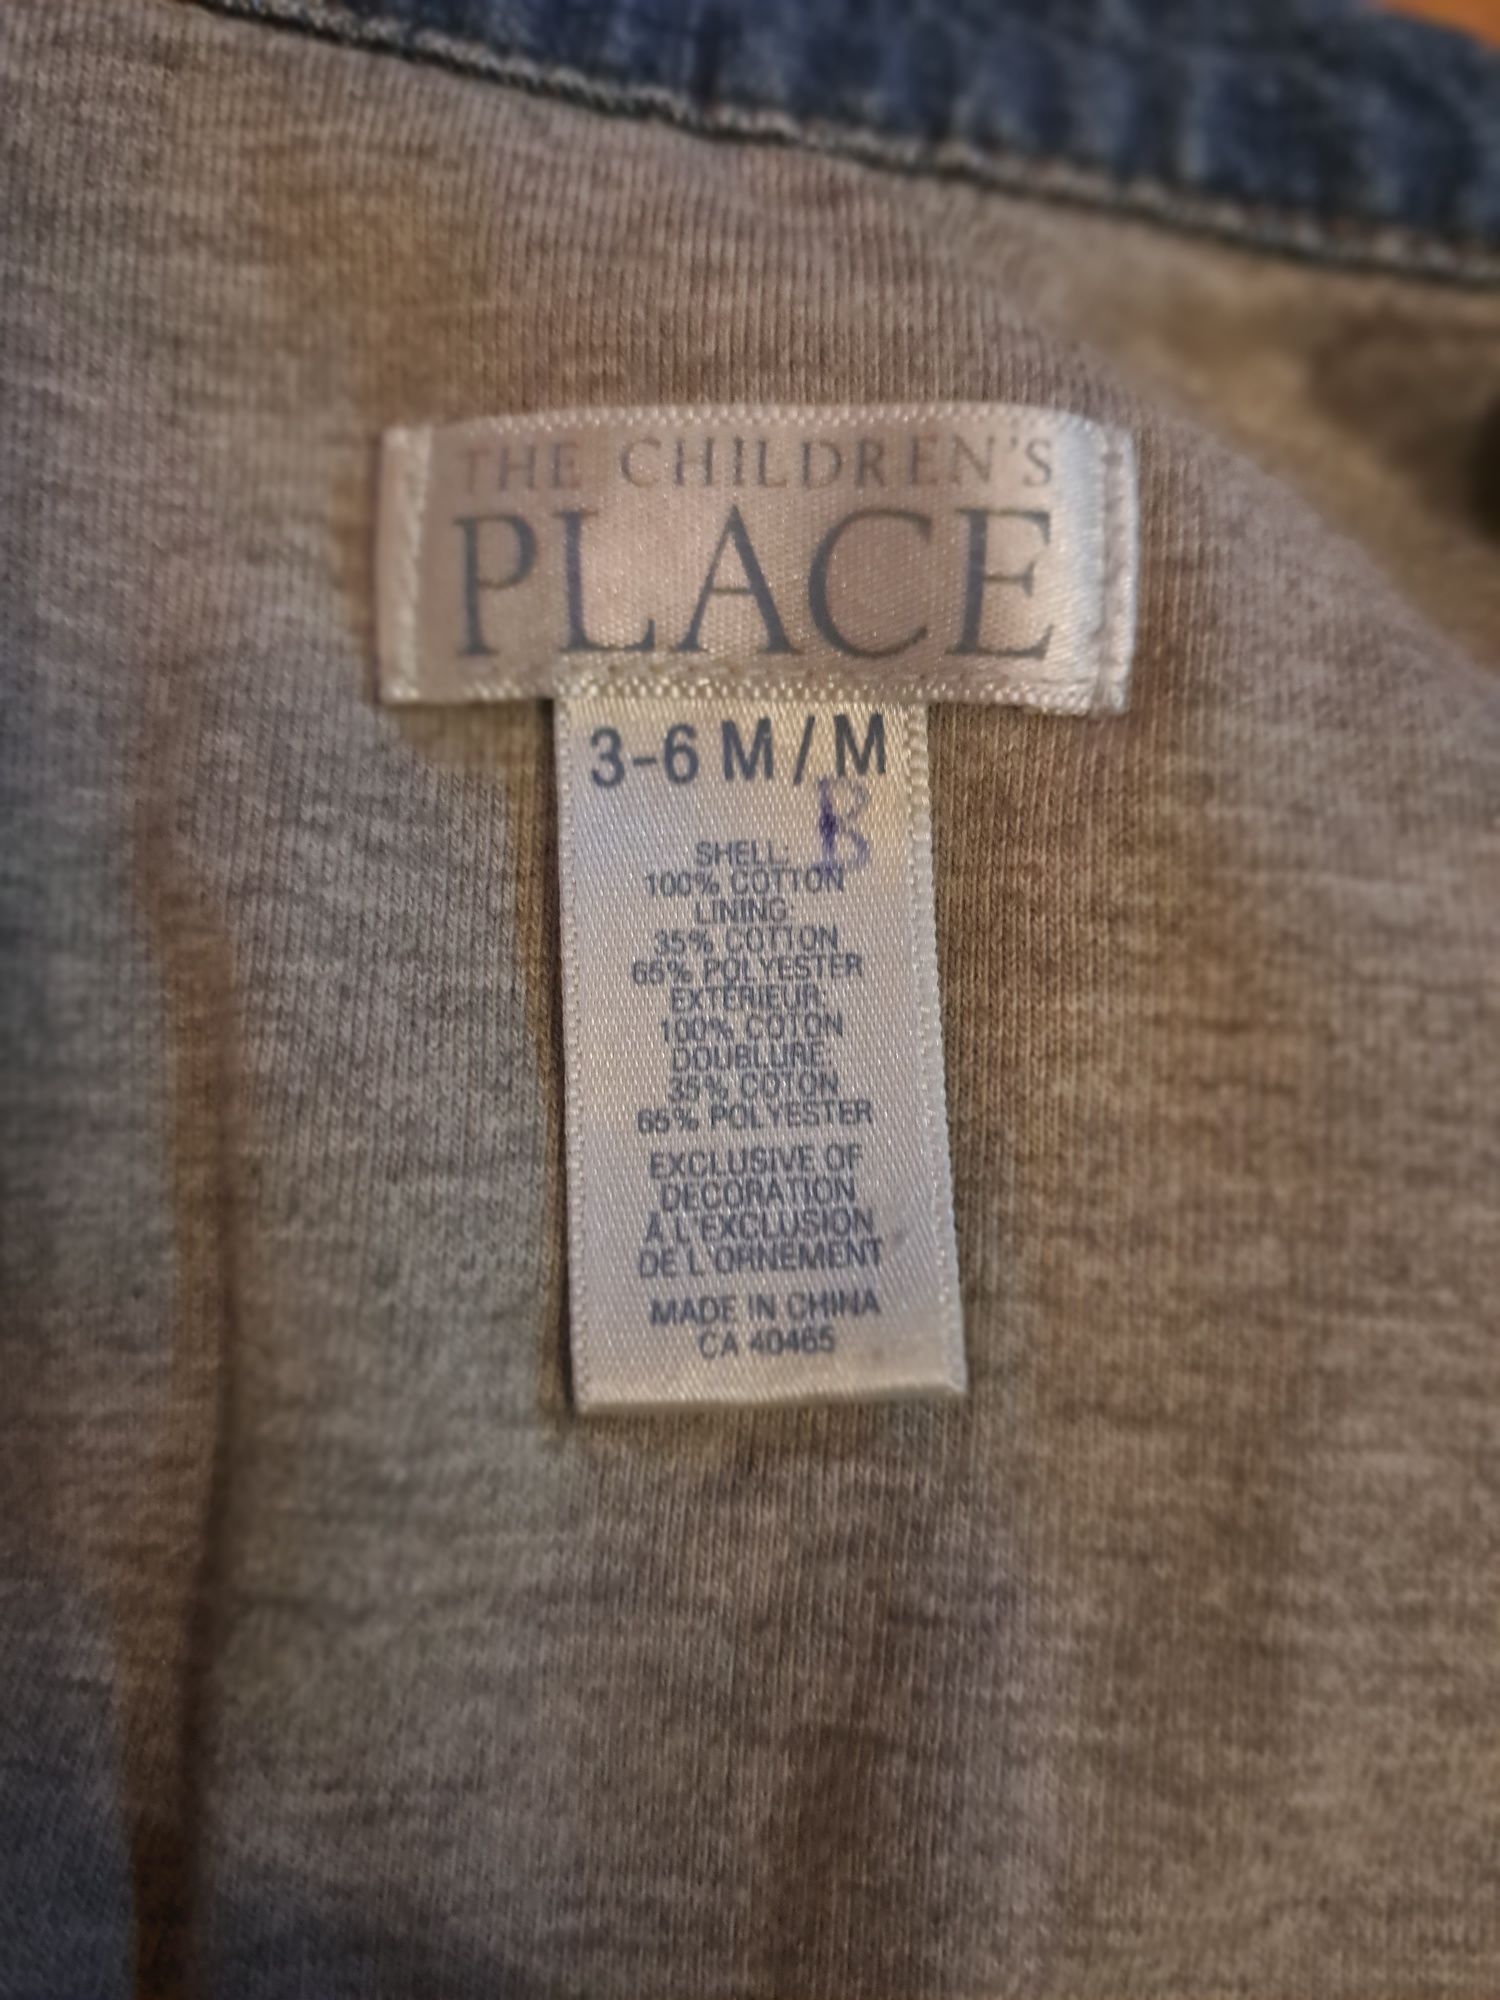 THE CHILDREN'S
PLACE
3-6 M / M
B
SHELL:
100% COTTON
LINING:
35% COTTON
65% POLYESTER
EXTÉRIEUR:
100% COTON
DOUBLURE:
35% COTON
65% POLYESTER
EXCLUSIVE OF
DECORATION
À L'EXCLUSION
DE L'ORNEMENT
MADE IN CHINA
CA 40465